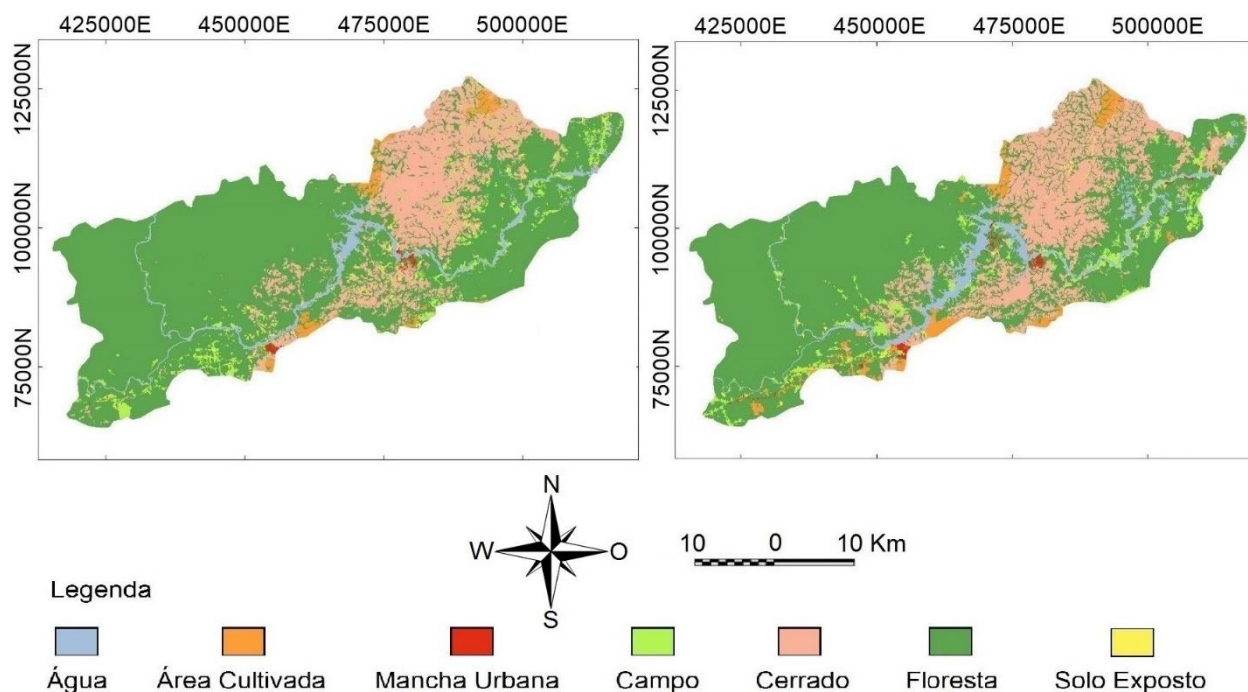 425000E 450000E 475000E 500000E
425000E 450000E 475000E 500000E
125000N
100000N
75000N
125000N
100000N
75000N
N
W O
S
10 0 10 Km
Legenda
Água Área Cultivada Mancha Urbana Campo Cerrado Floresta Solo Exposto